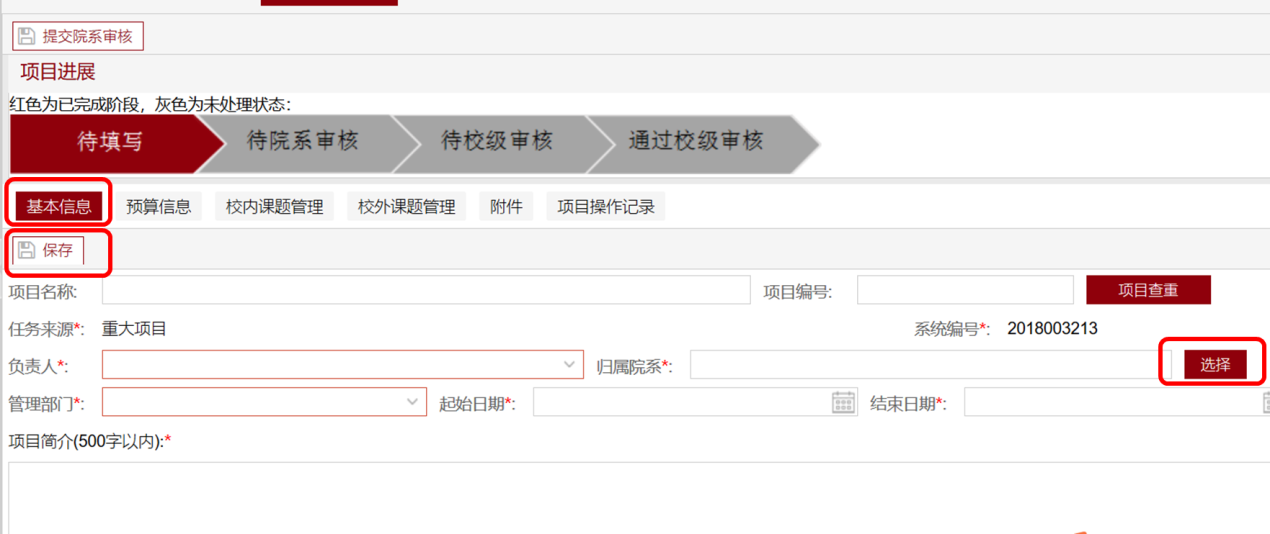 提交院系审核
项目进展
红色为已完成阶段，灰色为未处理状态：
待填写 待院系审核 待校级审核 通过校级审核
基本信息 预算信息 校内课题管理 校外课题管理 附件 项目操作记录
保存
项目名称: 项目编号: 项目查重
任务来源*: 重大项目 系统编号*: 2018003213
负责人*: 归属院系*: 选择
管理部门*: 起始日期*: 结束日期*:
项目简介(500字以内):*